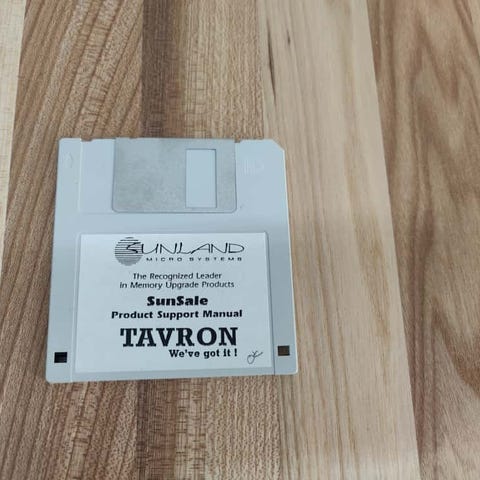 SUNLAND
MICRO SYSTEMS
The Recognized Leader
in Memory Upgrade Products
SunSale
Product Support Manual
TAVRON
We've got it !